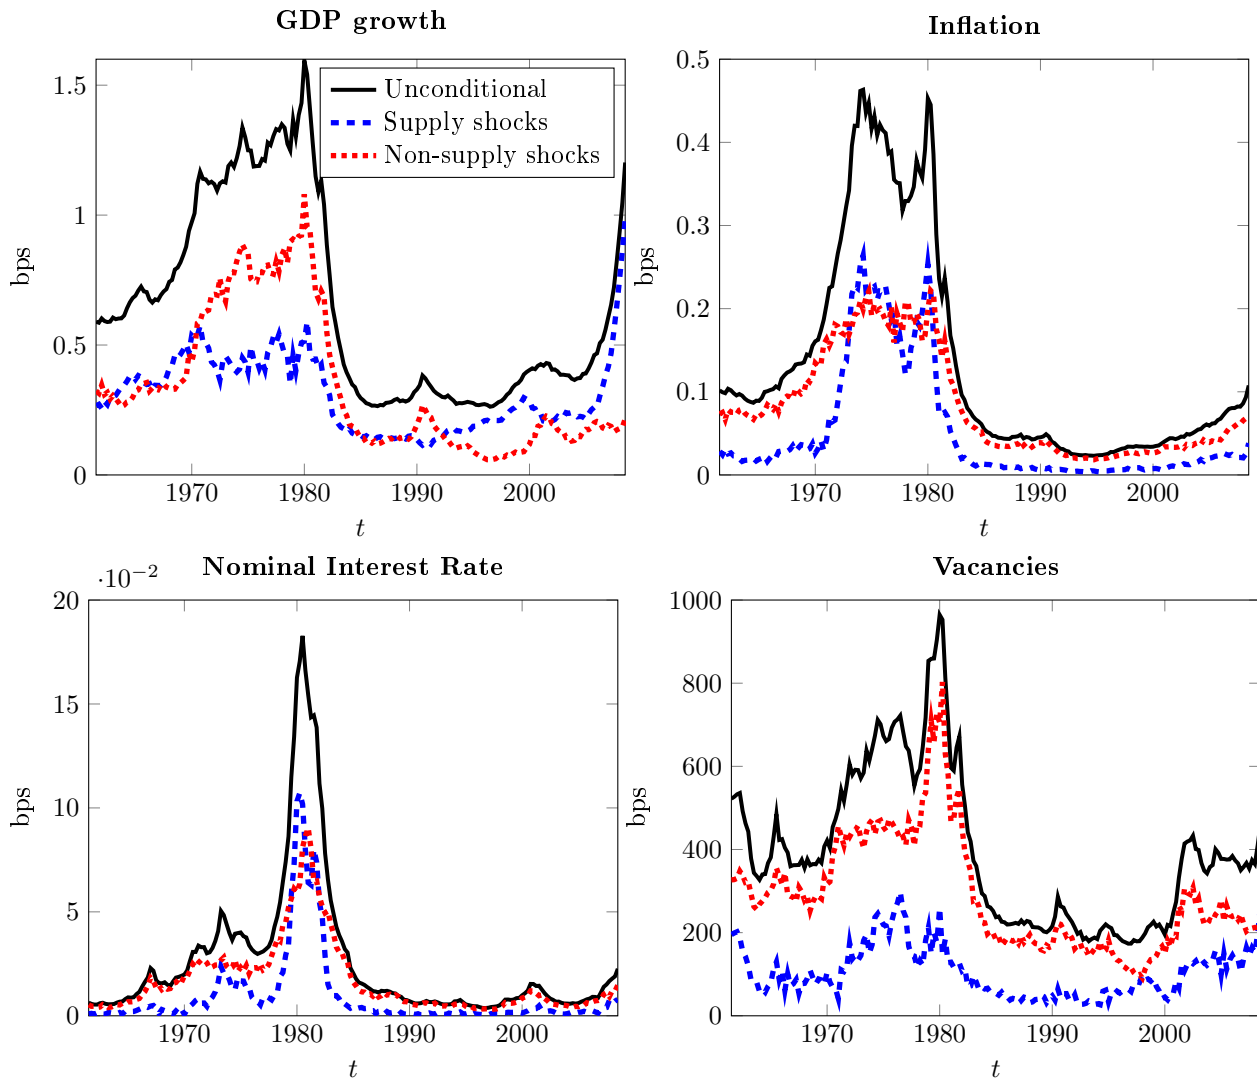 GDP growth
1.5
1
0.5
0
bps
1970 1980 1990 2000
t
Unconditional
Supply shocks
Non-supply shocks
Inflation
0.5
0.4
0.3
0.2
0.1
0
bps
1970 1980 1990 2000
t
Nominal Interest Rate
·10⁻²
20
15
10
5
0
bps
1970 1980 1990 2000
t
Vacancies
1000
800
600
400
200
0
bps
1970 1980 1990 2000
t